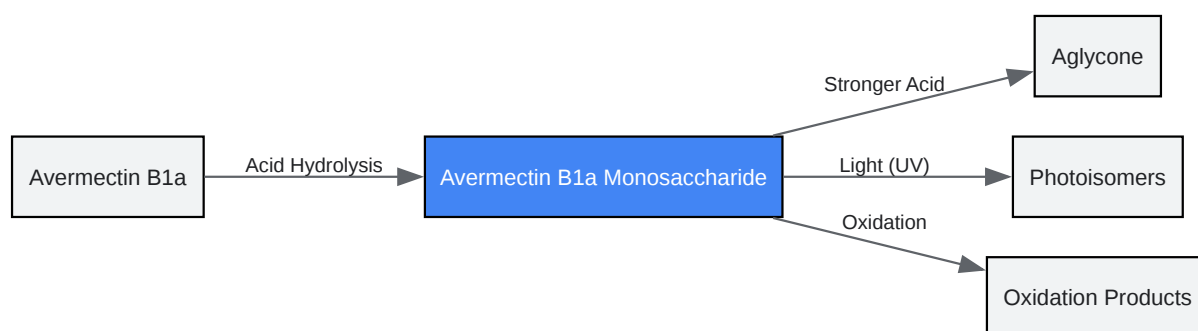 Aglycone
Stronger Acid
Avermectin B1a
Acid Hydrolysis
Avermectin B1a Monosaccharide
Light (UV)
Photoisomers
Oxidation
Oxidation Products